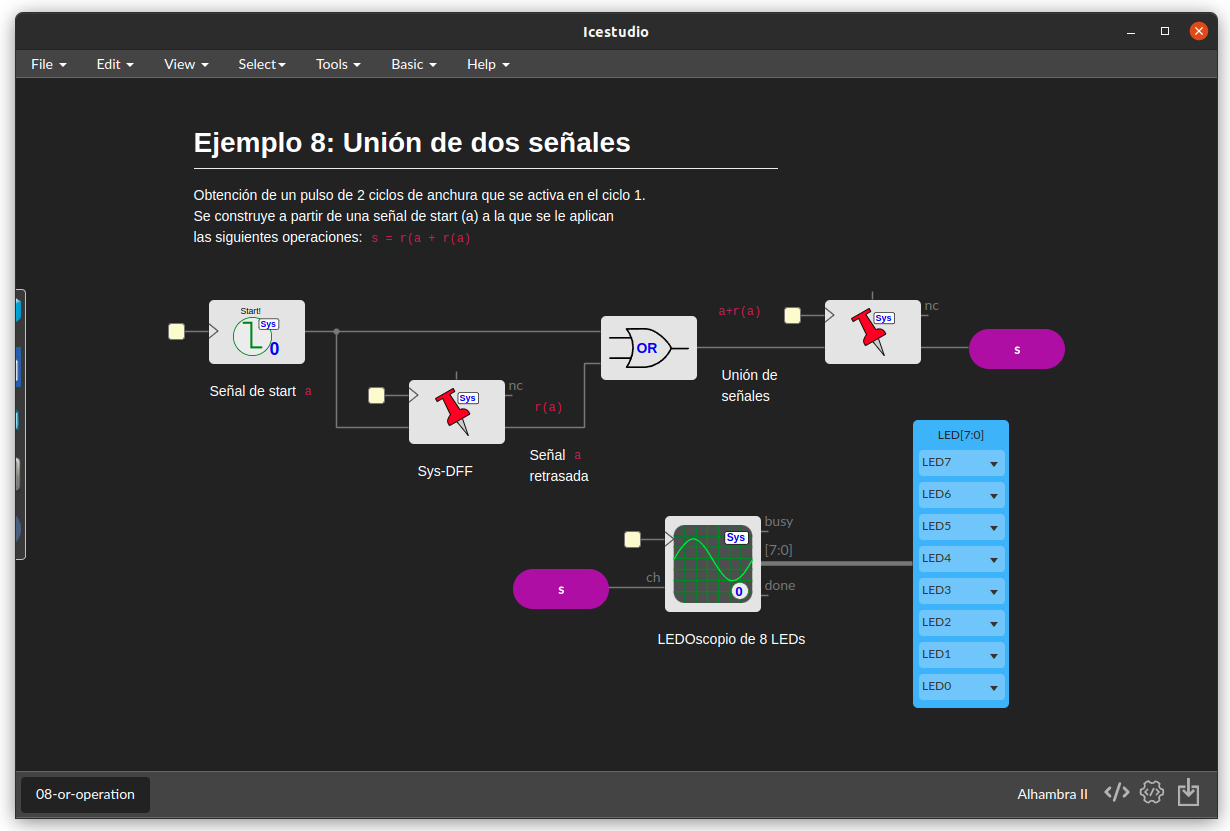 Icestudio
File Edit View Select Tools Basic Help
Ejemplo 8: Unión de dos señales
Obtención de un pulso de 2 ciclos de anchura que se activa en el ciclo 1.
Se construye a partir de una señal de start (a) a la que se le aplican
las siguientes operaciones: s = r(a + r(a)
Start!
Sys
0
Señal de start a
Sys
nc
Sys-DFF
r(a)
Señal a
retrasada
OR
a+r(a)
Unión de
señales
Sys
nc
s
s
ch
Sys
0
busy
[7:0]
done
LEDOscopio de 8 LEDs
LED[7:0]
LED7
LED6
LED5
LED4
LED3
LED2
LED1
LED0
08-or-operation
Alhambra II